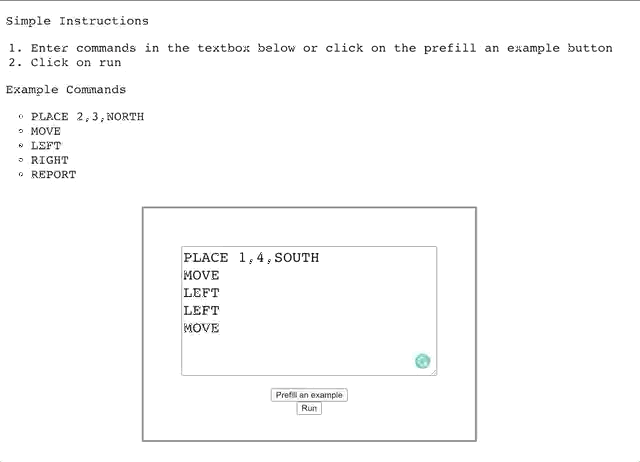 Simple Instructions
1. Enter commands in the textbox below or click on the prefill an example button
2. Click on run
Example Commands
PLACE 2,3,NORTH
MOVE
LEFT
RIGHT
REPORT
PLACE 1,4,SOUTH
MOVE
LEFT
LEFT
MOVE
Prefill an example
Run